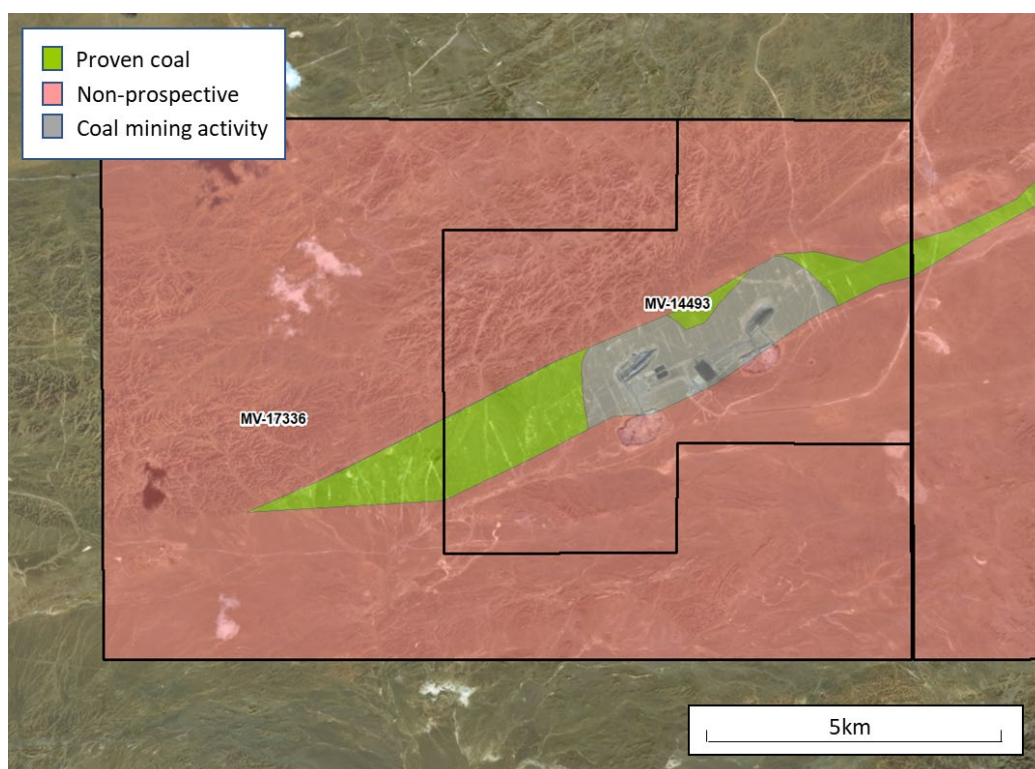 Proven coal
Non-prospective
Coal mining activity
MV-14493
MV-17336
5km